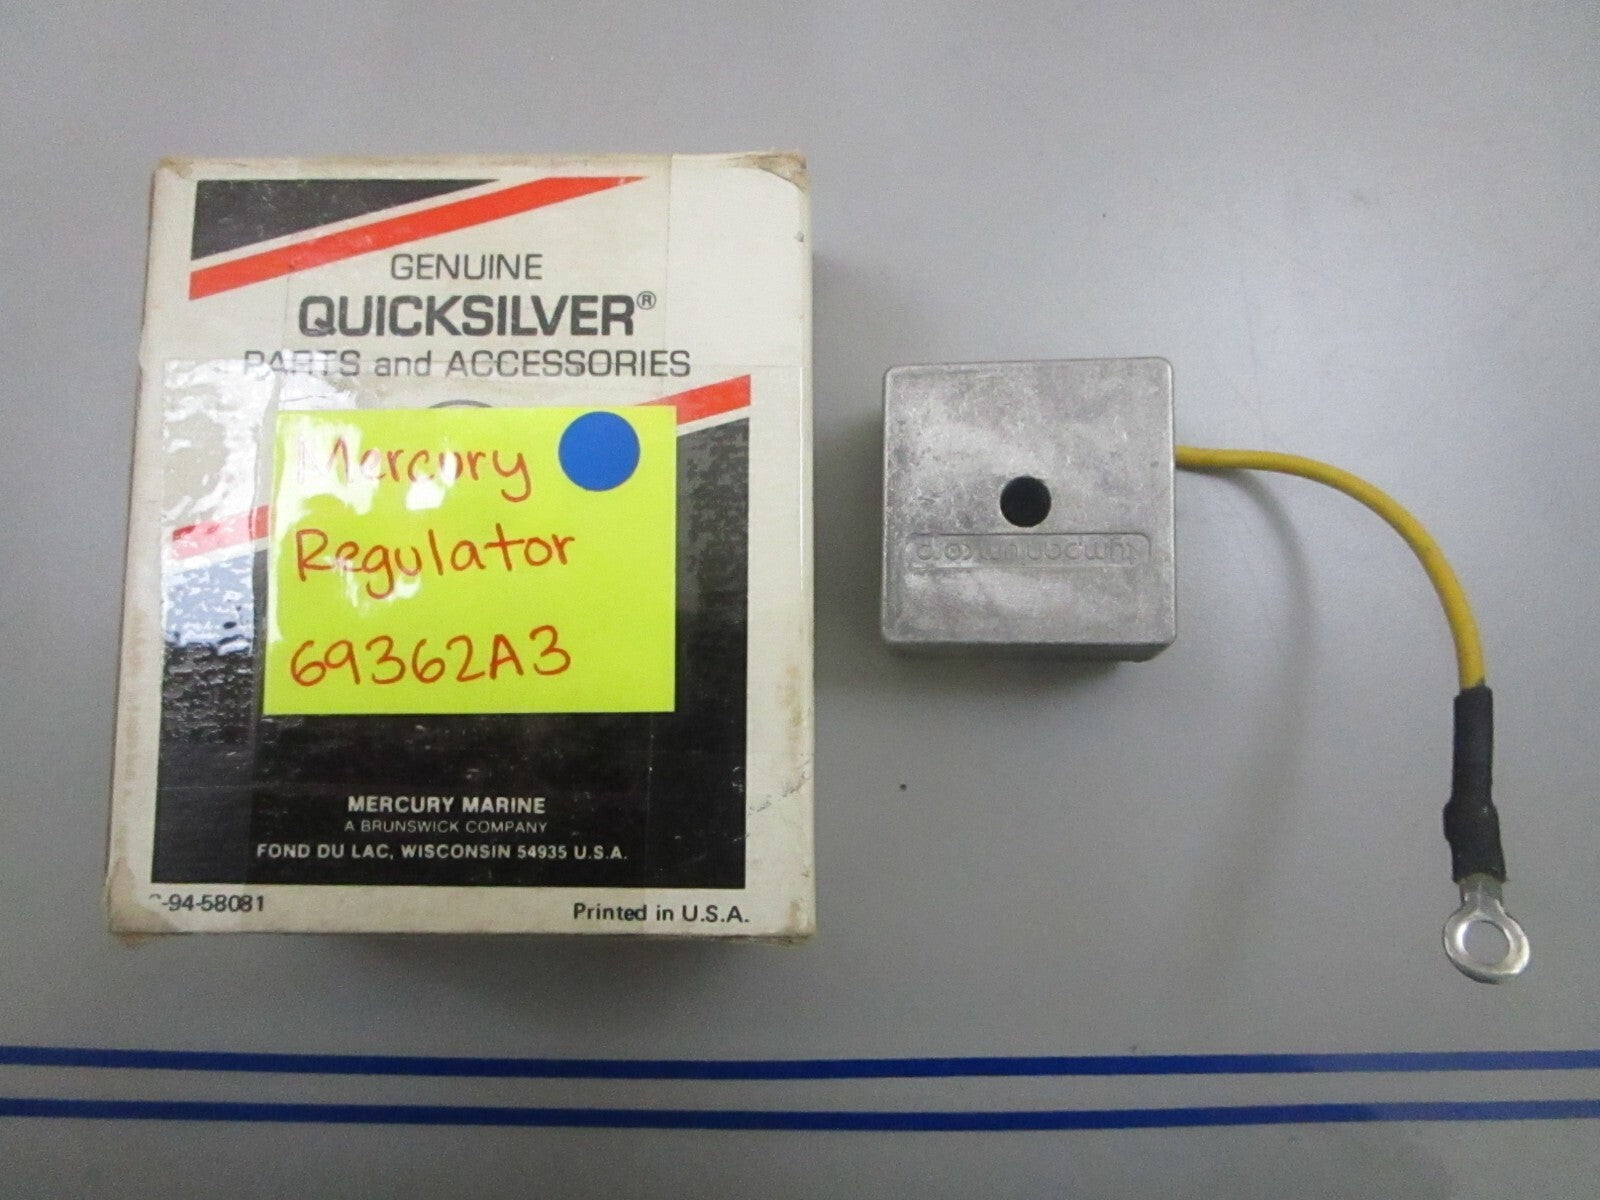 GENUINE
QUICKSILVER®
PARTS and ACCESSORIES
Mercury
Regulator
69362A3
MERCURY MARINE
A BRUNSWICK COMPANY
FOND DU LAC, WISCONSIN 54935 U.S.A.
-94-58081
Printed in U.S.A.